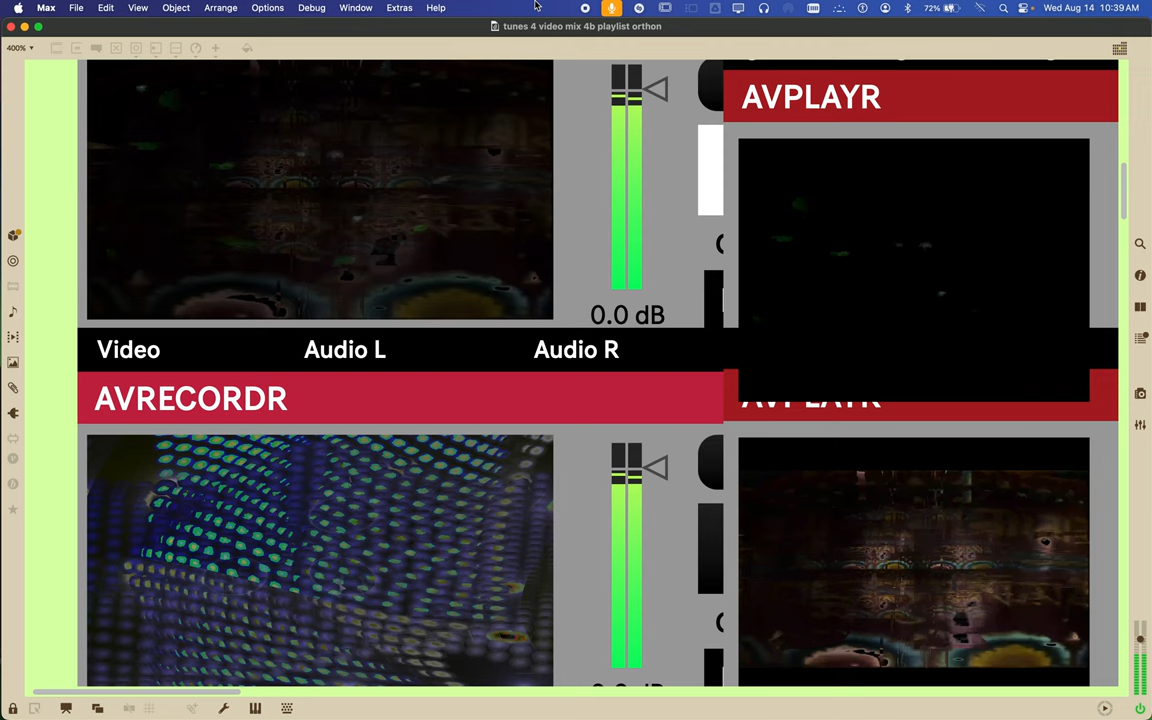 Max File Edit View Object Arrange Options Debug Window Extras Help 72% Wed Aug 14 10:39 AM
tunes 4 video mix 4b playlist orthon
400%
AVPLAYR
0.0 dB
Video Audio L Audio R
AVRECORDR
AVPLAYR